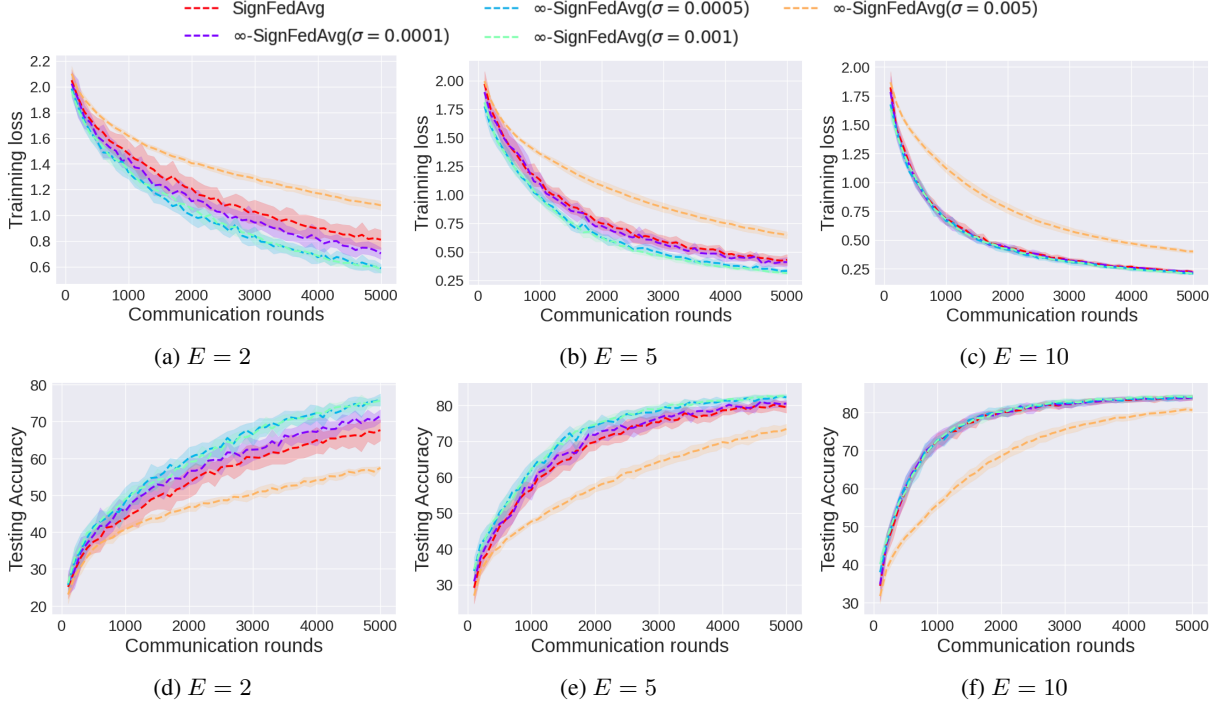 SignFedAvg
∞-SignFedAvg(σ = 0.0005)
∞-SignFedAvg(σ = 0.005)
∞-SignFedAvg(σ = 0.0001)
∞-SignFedAvg(σ = 0.001)
Trainning loss
2.2
2.0
1.8
1.6
1.4
1.2
1.0
0.8
0.6
0 1000 2000 3000 4000 5000
Communication rounds
(a) E = 2
Trainning loss
2.00
1.75
1.50
1.25
1.00
0.75
0.50
0.25
0 1000 2000 3000 4000 5000
Communication rounds
(b) E = 5
Trainning loss
2.00
1.75
1.50
1.25
1.00
0.75
0.50
0.25
0 1000 2000 3000 4000 5000
Communication rounds
(c) E = 10
Testing Accuracy
80
70
60
50
40
30
20
0 1000 2000 3000 4000 5000
Communication rounds
(d) E = 2
Testing Accuracy
80
70
60
50
40
30
0 1000 2000 3000 4000 5000
Communication rounds
(e) E = 5
Testing Accuracy
80
70
60
50
40
30
0 1000 2000 3000 4000 5000
Communication rounds
(f) E = 10